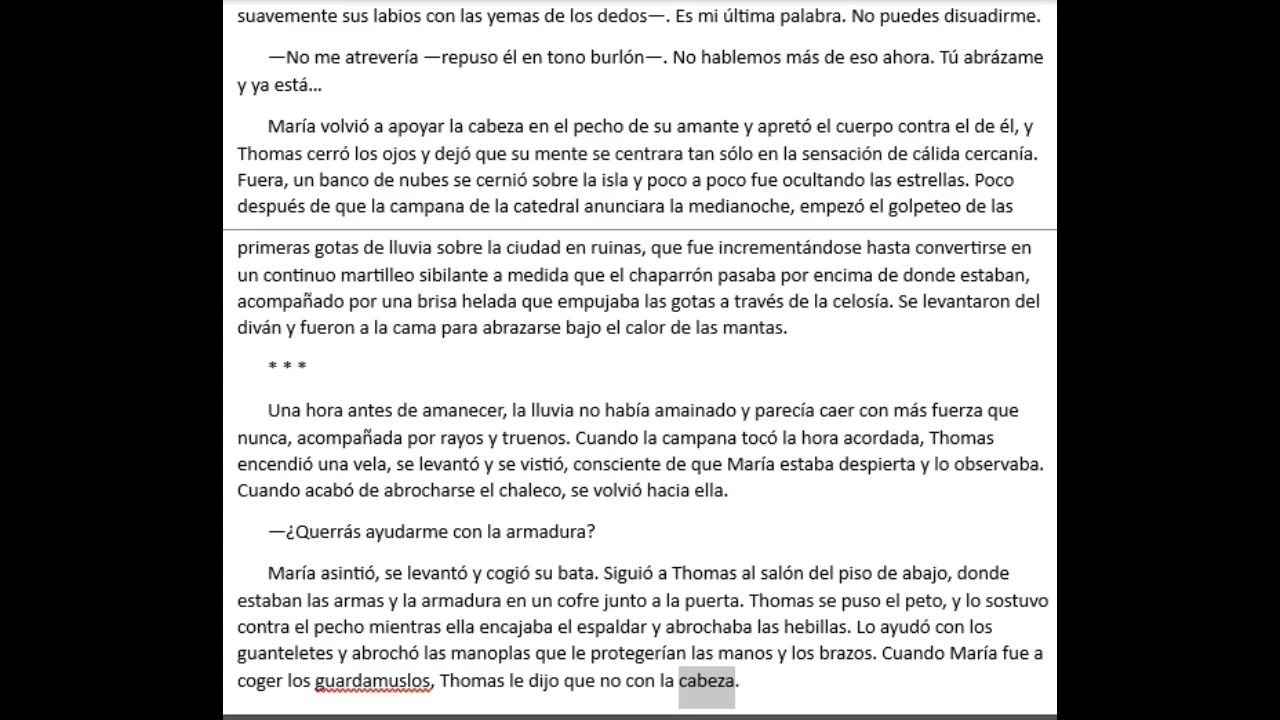 suavemente sus labios con las yemas de los dedos—. Es mi última palabra. No puedes disuadirme.
—No me atrevería —repuso él en tono burlón—. No hablemos más de eso ahora. Tú abrázame
y ya está...
María volvió a apoyar la cabeza en el pecho de su amante y apretó el cuerpo contra el de él, y
Thomas cerró los ojos y dejó que su mente se centrara tan sólo en la sensación de cálida cercanía.
Fuera, un banco de nubes se cernió sobre la isla y poco a poco fue ocultando las estrellas. Poco
después de que la campana de la catedral anunciara la medianoche, empezó el golpeteo de las
primeras gotas de lluvia sobre la ciudad en ruinas, que fue incrementándose hasta convertirse en
un continuo martilleo sibilante a medida que el chaparrón pasaba por encima de donde estaban,
acompañado por una brisa helada que empujaba las gotas a través de la celosía. Se levantaron del
diván y fueron a la cama para abrazarse bajo el calor de las mantas.
* * *
Una hora antes de amanecer, la lluvia no había amainado y parecía caer con más fuerza que
nunca, acompañada por rayos y truenos. Cuando la campana tocó la hora acordada, Thomas
encendió una vela, se levantó y se vistió, consciente de que María estaba despierta y lo observaba.
Cuando acabó de abrocharse el chaleco, se volvió hacia ella.
—¿Querrás ayudarme con la armadura?
María asintió, se levantó y cogió su bata. Siguió a Thomas al salón del piso de abajo, donde
estaban las armas y la armadura en un cofre junto a la puerta. Thomas se puso el peto, y lo sostuvo
contra el pecho mientras ella encajaba el espaldar y abrochaba las hebillas. Lo ayudó con los
guanteletes y abrochó las manoplas que le protegerían las manos y los brazos. Cuando María fue a
coger los guardamuslos, Thomas le dijo que no con la cabeza.